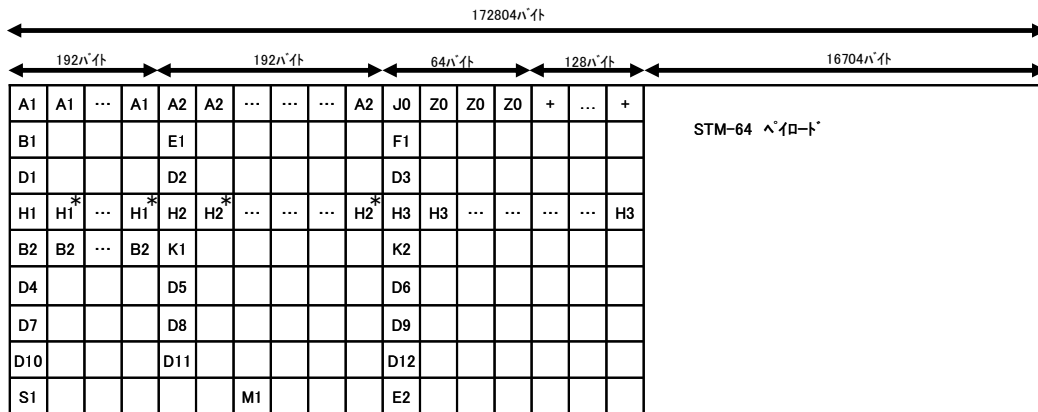 172804ﾊﾞｲﾄ
192ﾊﾞｲﾄ 192ﾊﾞｲﾄ 64ﾊﾞｲﾄ 128ﾊﾞｲﾄ 16704ﾊﾞｲﾄ
A1 A1 … A1 A2 A2 … … … A2 J0 Z0 Z0 Z0 + … +
STM-64 ﾍﾟｲﾛｰﾄﾞ
B1 E1 F1
D1 D2 D3
H1 H1* … H1* H2 H2* … … … H2* H3 H3 … … … … H3
B2 B2 … B2 K1 K2
D4 D5 D6
D7 D8 D9
D10 D11 D12
S1 M1 E2